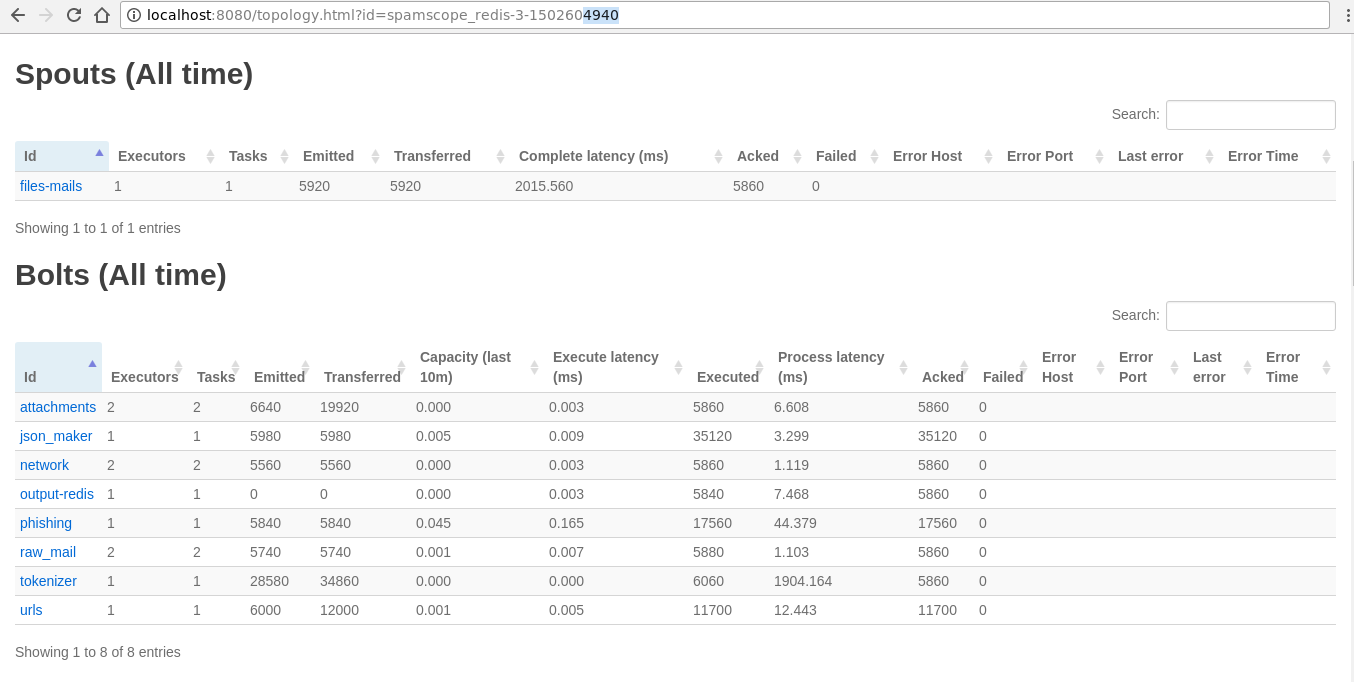 localhost:8080/topology.html?id=spamscope_redis-3-1502604940
Spouts (All time)
Search:
Id Executors Tasks Emitted Transferred Complete latency (ms) Acked Failed Error Host Error Port Last error Error Time
files-mails 1 1 5920 5920 2015.560 5860 0
Showing 1 to 1 of 1 entries
Bolts (All time)
Search:
Capacity (last Execute latency Process latency Error Error Last Error
Id Executors Tasks Emitted Transferred 10m) (ms) Executed (ms) Acked Failed Host Port error Time
attachments 2 2 6640 19920 0.000 0.003 5860 6.608 5860 0
json_maker 1 1 5980 5980 0.005 0.009 35120 3.299 35120 0
network 2 2 5560 5560 0.000 0.003 5860 1.119 5860 0
output-redis 1 1 0 0 0.000 0.003 5840 7.468 5860 0
phishing 1 1 5840 5840 0.045 0.165 17560 44.379 17560 0
raw_mail 2 2 5740 5740 0.001 0.007 5880 1.103 5860 0
tokenizer 1 1 28580 34860 0.000 0.000 6060 1904.164 5860 0
urls 1 1 6000 12000 0.001 0.005 11700 12.443 11700 0
Showing 1 to 8 of 8 entries